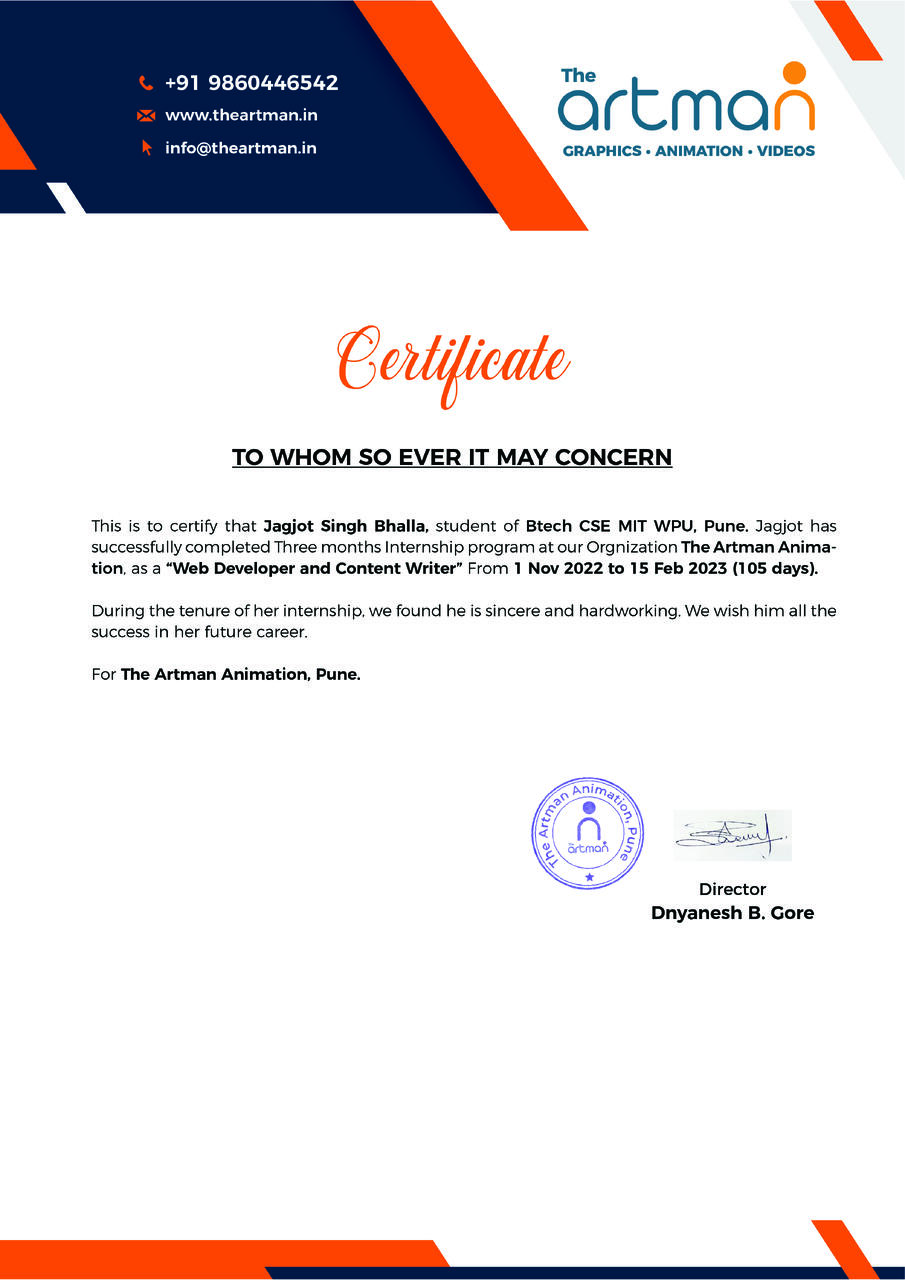 +91 9860446542
www.theartman.in
info@theartman.in
The
artman
GRAPHICS • ANIMATION • VIDEOS
Certificate
TO WHOM SO EVER IT MAY CONCERN
This is to certify that Jagjot Singh Bhalla, student of Btech CSE MIT WPU, Pune. Jagjot has
successfully completed Three months Internship program at our Orgnization The Artman Anima-
tion, as a “Web Developer and Content Writer” From 1 Nov 2022 to 15 Feb 2023 (105 days).
During the tenure of her internship, we found he is sincere and hardworking. We wish him all the
success in her future career.
For The Artman Animation, Pune.
The Artman Animation, Pune
The
artman
Director
Dnyanesh B. Gore